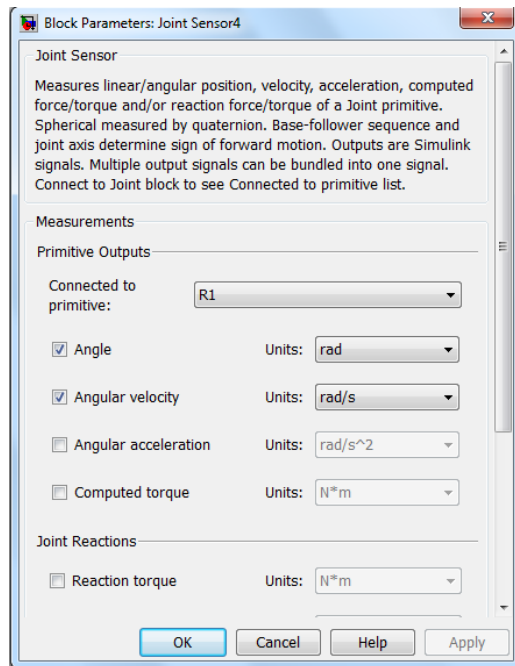 Block Parameters: Joint Sensor4
Joint Sensor
Measures linear/angular position, velocity, acceleration, computed
force/torque and/or reaction force/torque of a Joint primitive.
Spherical measured by quaternion. Base-follower sequence and
joint axis determine sign of forward motion. Outputs are Simulink
signals. Multiple output signals can be bundled into one signal.
Connect to Joint block to see Connected to primitive list.
Measurements
Primitive Outputs
Connected to
primitive:
R1
Angle Units: rad
Angular velocity Units: rad/s
Angular acceleration Units: rad/s^2
Computed torque Units: N*m
Joint Reactions
Reaction torque Units: N*m
OK Cancel Help Apply